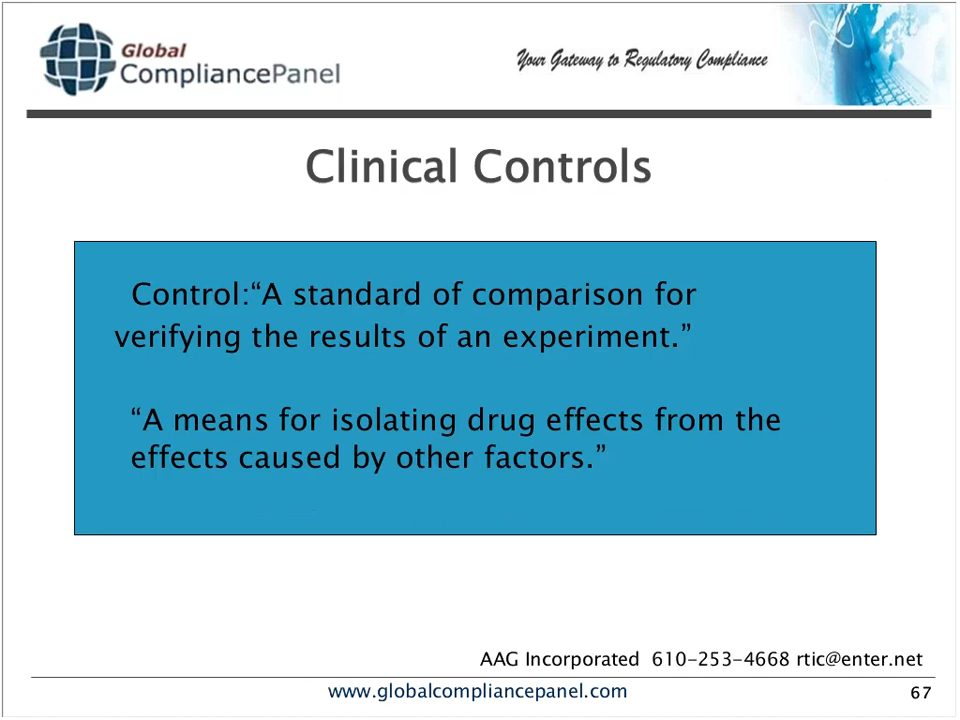 Global
CompliancePanel
Your Gateway to Regulatory Compliance
Clinical Controls
Control:“A standard of comparison for
verifying the results of an experiment.”
“A means for isolating drug effects from the
effects caused by other factors.”
AAG Incorporated 610-253-4668 rtic@enter.net
www.globalcompliancepanel.com
67